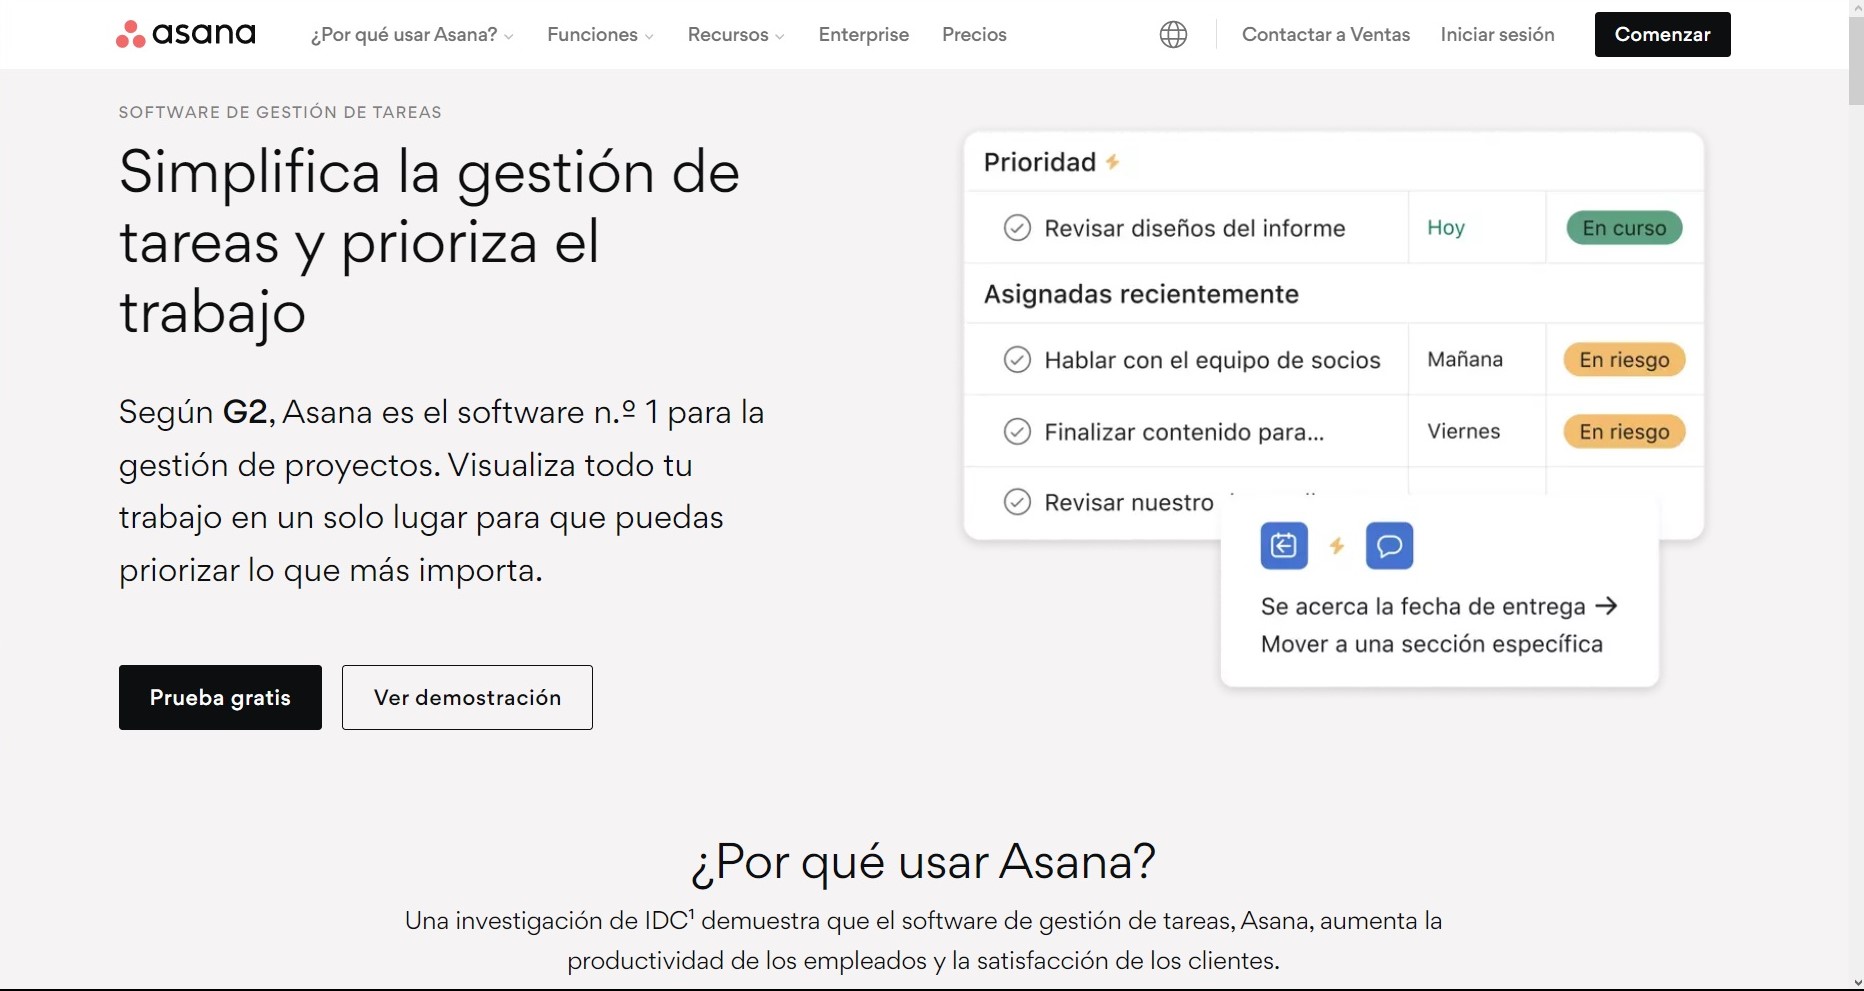 asana
¿Por qué usar Asana?
Funciones
Recursos
Enterprise
Precios
Contactar a Ventas
Iniciar sesión
Comenzar
SOFTWARE DE GESTIÓN DE TAREAS
Simplifica la gestión de
tareas y prioriza el
trabajo
Según G2, Asana es el software n.º 1 para la
gestión de proyectos. Visualiza todo tu
trabajo en un solo lugar para que puedas
priorizar lo que más importa.
Prueba gratis
Ver demostración
Prioridad
Revisar diseños del informe
Hoy
En curso
Asignadas recientemente
Hablar con el equipo de socios
Mañana
En riesgo
Finalizar contenido para...
Viernes
En riesgo
Revisar nuestro
Se acerca la fecha de entrega →
Mover a una sección específica
¿Por qué usar Asana?
Una investigación de IDC¹ demuestra que el software de gestión de tareas, Asana, aumenta la
productividad de los empleados y la satisfacción de los clientes.